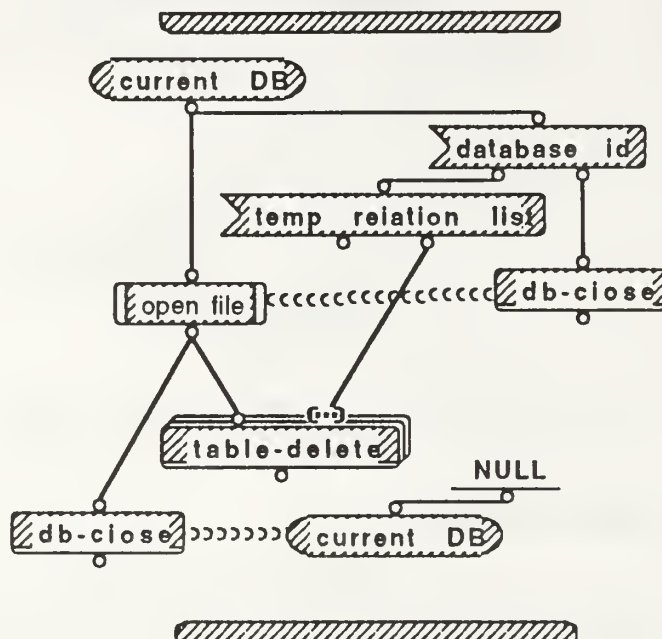 current DB
database id
temp relation list
open file
db-close
table-delete
NULL
db-close
current DB